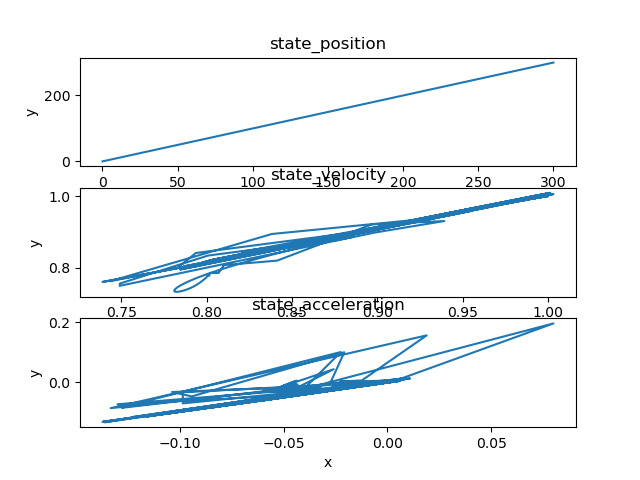 state_position
200
0
y
0 50 100 150 200 250 300
state_velocity
1.0
0.8
y
0.75 0.80 0.85 0.90 0.95 1.00
state_acceleration
0.2
0.0
y
−0.10 −0.05 0.00 0.05
x